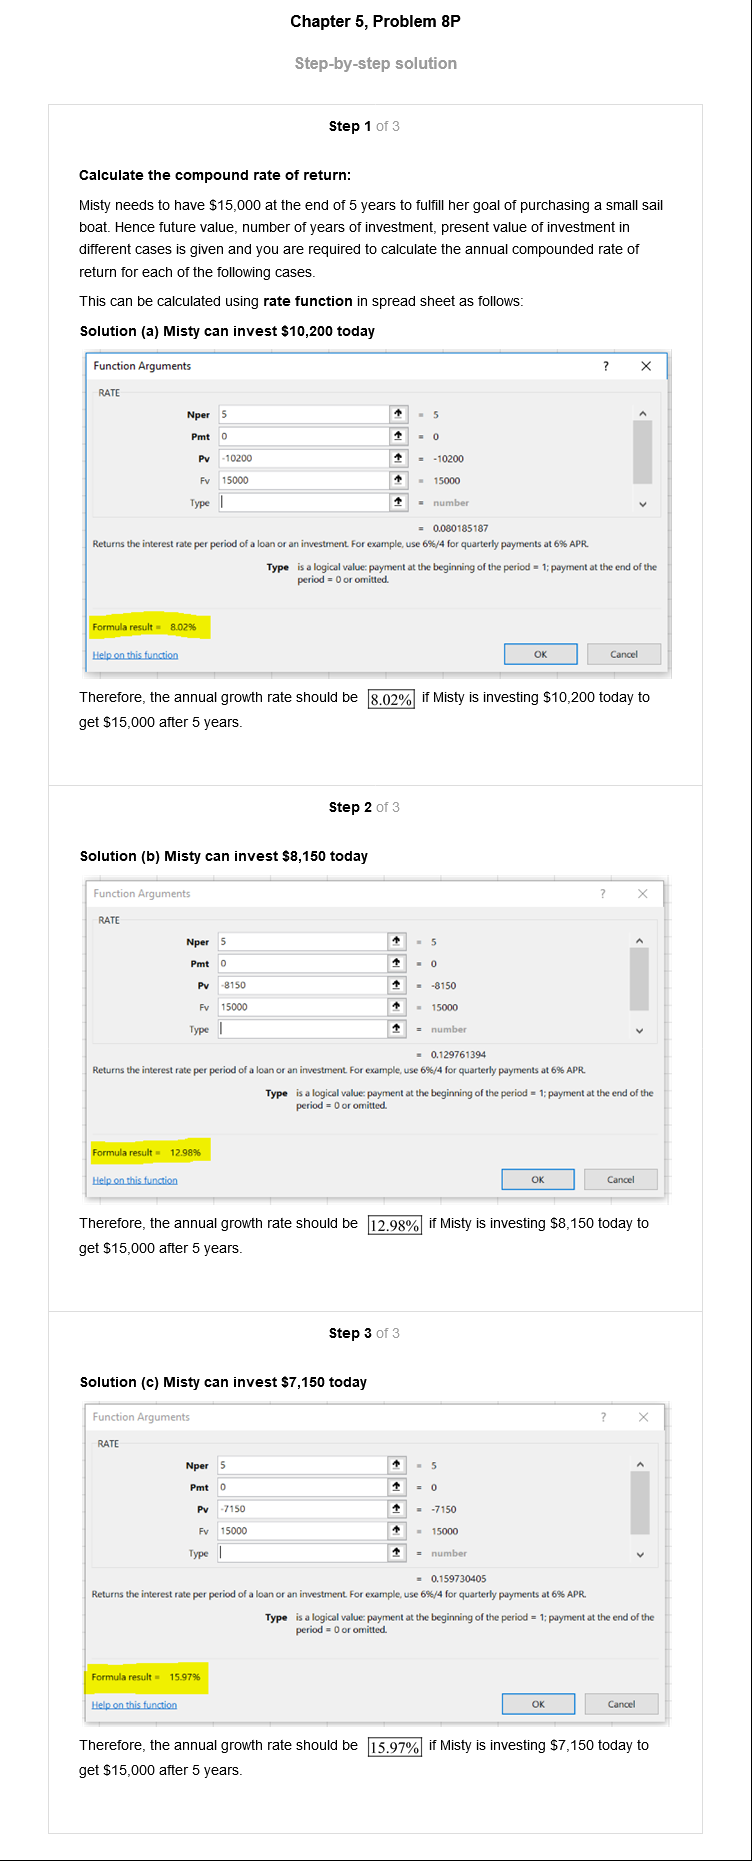 Chapter 5, Problem 8P
Step-by-step solution
Step 1 of 3
Calculate the compound rate of return:
Misty needs to have $15,000 at the end of 5 years to fulfill her goal of purchasing a small sail
boat. Hence future value, number of years of investment, present value of investment in
different cases is given and you are required to calculate the annual compounded rate of
return for each of the following cases.
This can be calculated using rate function in spread sheet as follows:
Solution (a) Misty can invest $10,200 today
Function Arguments ? X
RATE
Nper 5 = 5
Pmt 0 = 0
Pv -10200 = -10200
Fv 15000 = 15000
Type = number
= 0.080185187
Returns the interest rate per period of a loan or an investment. For example, use 6%/4 for quarterly payments at 6% APR.
Type is a logical value: payment at the beginning of the period = 1; payment at the end of the
period = 0 or omitted.
Formula result = 8.02%
Help on this function OK Cancel
Therefore, the annual growth rate should be 8.02% if Misty is investing $10,200 today to
get $15,000 after 5 years.
Step 2 of 3
Solution (b) Misty can invest $8,150 today
Function Arguments ? X
RATE
Nper 5 = 5
Pmt 0 = 0
Pv -8150 = -8150
Fv 15000 = 15000
Type = number
= 0.129761394
Returns the interest rate per period of a loan or an investment. For example, use 6%/4 for quarterly payments at 6% APR.
Type is a logical value: payment at the beginning of the period = 1; payment at the end of the
period = 0 or omitted.
Formula result = 12.98%
Help on this function OK Cancel
Therefore, the annual growth rate should be 12.98% if Misty is investing $8,150 today to
get $15,000 after 5 years.
Step 3 of 3
Solution (c) Misty can invest $7,150 today
Function Arguments ? X
RATE
Nper 5 = 5
Pmt 0 = 0
Pv -7150 = -7150
Fv 15000 = 15000
Type = number
= 0.159730405
Returns the interest rate per period of a loan or an investment. For example, use 6%/4 for quarterly payments at 6% APR.
Type is a logical value: payment at the beginning of the period = 1; payment at the end of the
period = 0 or omitted.
Formula result = 15.97%
Help on this function OK Cancel
Therefore, the annual growth rate should be 15.97% if Misty is investing $7,150 today to
get $15,000 after 5 years.